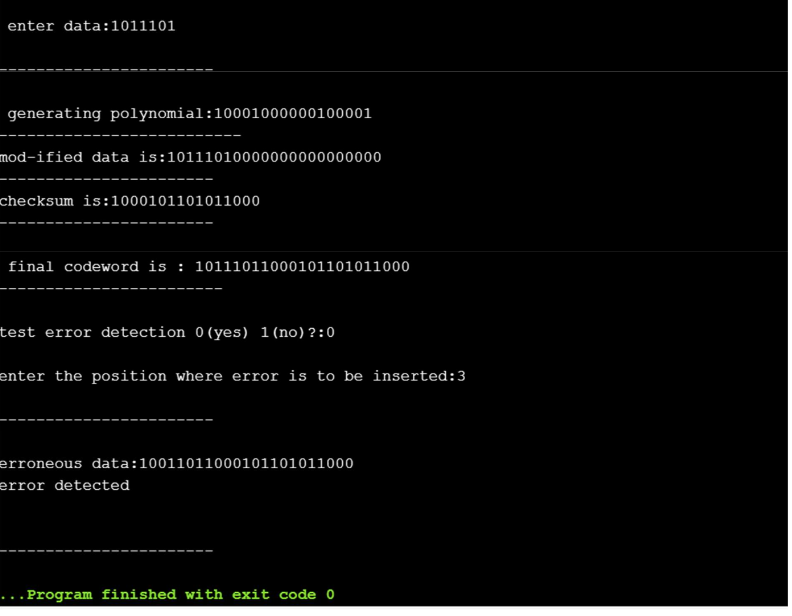 enter data:1011101
-----------------------
generating polynomial:10001000000100001
--------------------------
mod-ified data is:10111010000000000000000
-----------------------
checksum is:1000101101011000
-----------------------
final codeword is : 10111011000101101011000
------------------------
test error detection 0(yes) 1(no)?:0
enter the position where error is to be inserted:3
-----------------------
erroneous data:10011011000101101011000
error detected
-----------------------
...Program finished with exit code 0